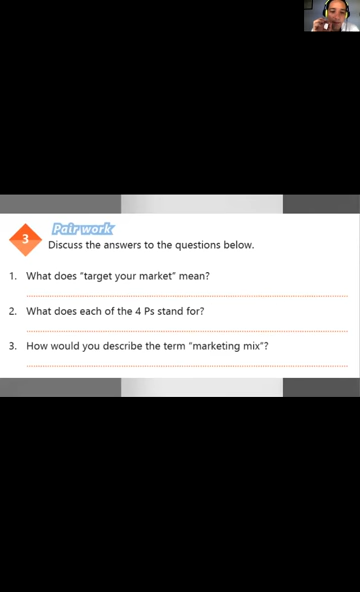 3
Pair work
Discuss the answers to the questions below.
1. What does “target your market” mean?
2. What does each of the 4 Ps stand for?
3. How would you describe the term “marketing mix”?